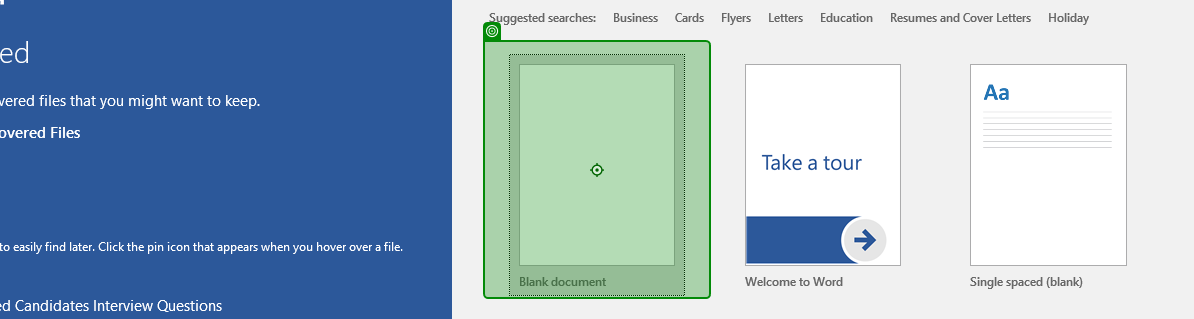 ed
vered files that you might want to keep.
overed Files
to easily find later. Click the pin icon that appears when you hover over a file.
ed Candidates Interview Questions
Suggested searches: Business Cards Flyers Letters Education Resumes and Cover Letters Holiday
Take a tour
Aa
Blank document
Welcome to Word
Single spaced (blank)